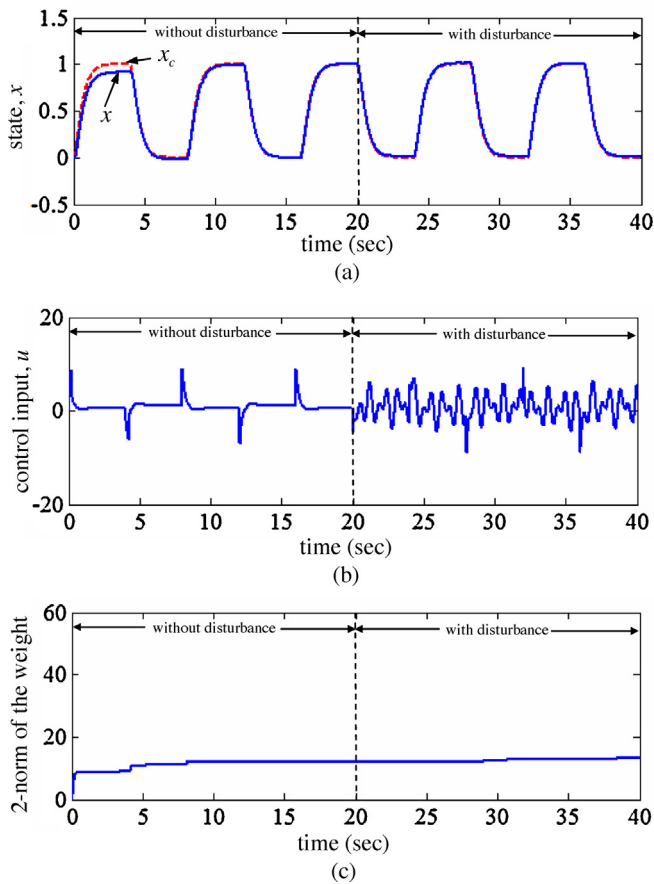 without disturbance with disturbance
x_c
x
state, x
1.5
1
0.5
0
-0.5
0 5 10 15 20 25 30 35 40
time (sec)
(a)
without disturbance with disturbance
control input, u
20
10
0
-20
0 5 10 15 20 25 30 35 40
time (sec)
(b)
without disturbance with disturbance
2-norm of the weight
60
40
20
0
0 5 10 15 20 25 30 35 40
time (sec)
(c)